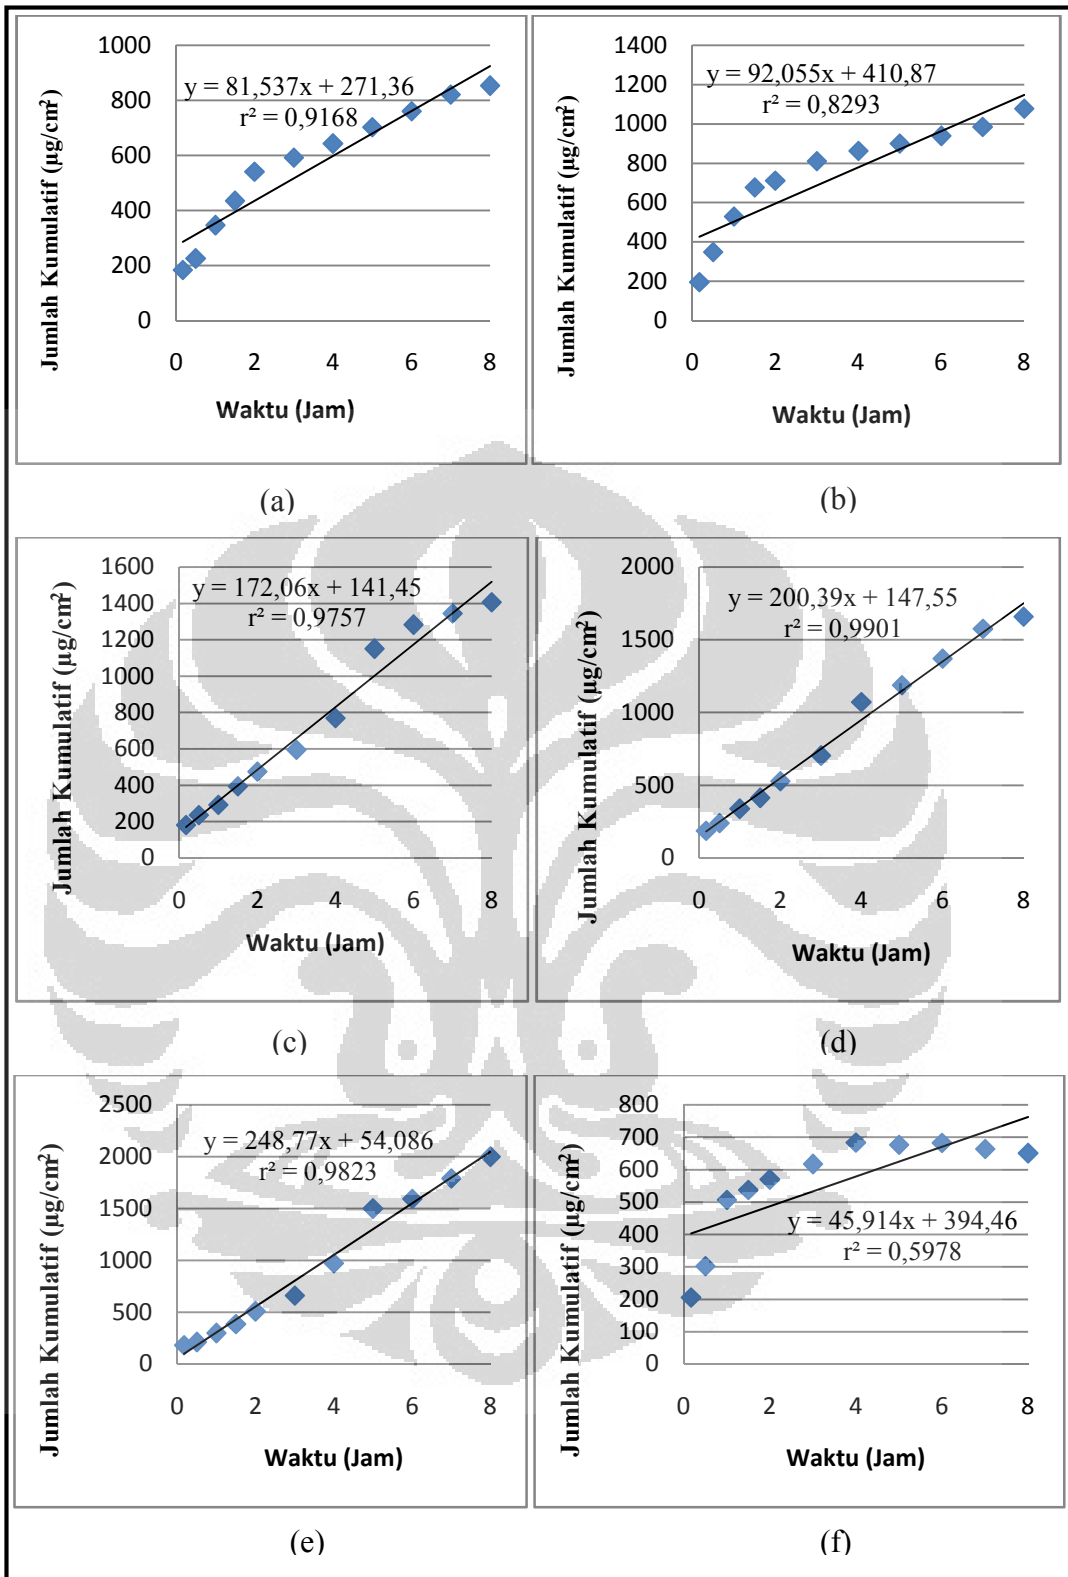 y = 81,537x + 271,36
r² = 0,9168
Jumlah Kumulatif (µg/cm²)
1000
800
600
400
200
0
0 2 4 6 8
Waktu (Jam)
(a)
y = 92,055x + 410,87
r² = 0,8293
Jumlah Kumulatif (µg/cm²)
1400
1200
1000
800
600
400
200
0
0 2 4 6 8
Waktu (Jam)
(b)
y = 172,06x + 141,45
r² = 0,9757
Jumlah Kumulatif (µg/cm²)
1600
1400
1200
1000
800
600
400
200
0
0 2 4 6 8
Waktu (Jam)
(c)
y = 200,39x + 147,55
r² = 0,9901
Jumlah Kumulatif (µg/cm²)
2000
1500
1000
500
0
0 2 4 6 8
Waktu (Jam)
(d)
y = 248,77x + 54,086
r² = 0,9823
Jumlah Kumulatif (µg/cm²)
2500
2000
1500
1000
500
0
0 2 4 6 8
Waktu (Jam)
(e)
y = 45,914x + 394,46
r² = 0,5978
Jumlah Kumulatif (µg/cm²)
800
700
600
500
400
300
200
100
0
0 2 4 6 8
Waktu (Jam)
(f)